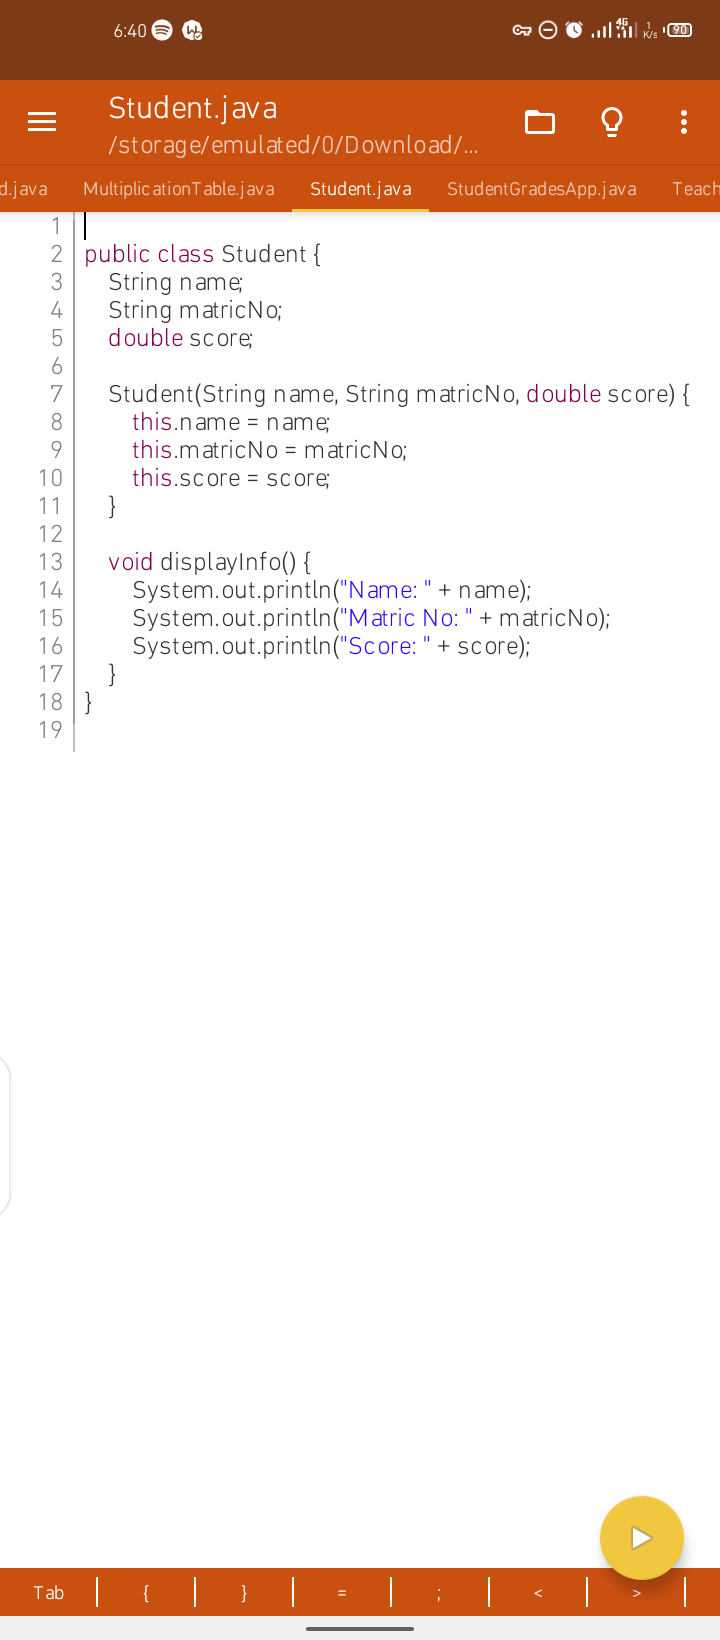 6:40
4G
1
K/s
90
Student.java
/storage/emulated/0/Download/...
d.java MultiplicationTable.java Student.java StudentGradesApp.java Teach
1
2 public class Student {
3     String name;
4     String matricNo;
5     double score;
6
7     Student(String name, String matricNo, double score) {
8         this.name = name;
9         this.matricNo = matricNo;
10         this.score = score;
11     }
12
13     void displayInfo() {
14         System.out.println("Name: " + name);
15         System.out.println("Matric No: " + matricNo);
16         System.out.println("Score: " + score);
17     }
18 }
19
Tab { } = ; < >